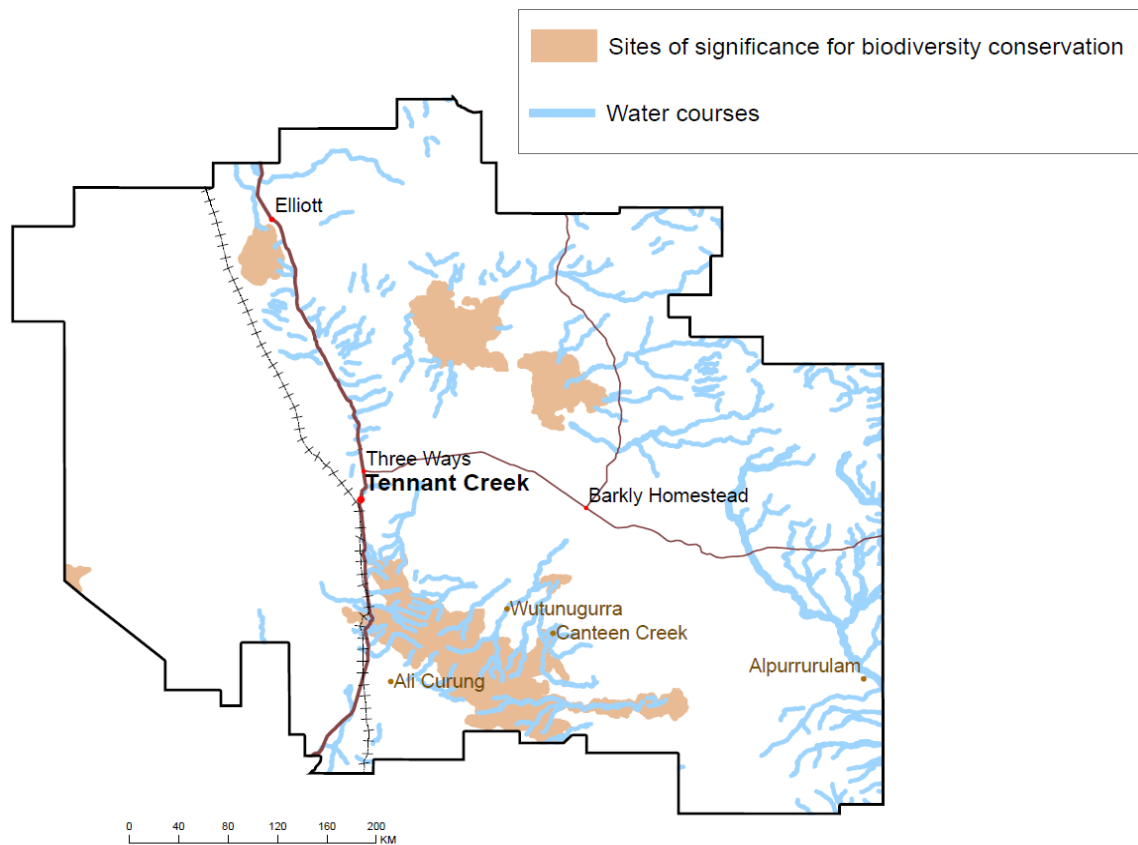 Sites of significance for biodiversity conservation
Water courses
Elliott
Three Ways
Tennant Creek
Barkly Homestead
Wutunugurra
Canteen Creek
Alpurrurulam
Ali Curung
0 40 80 120 160 200
KM